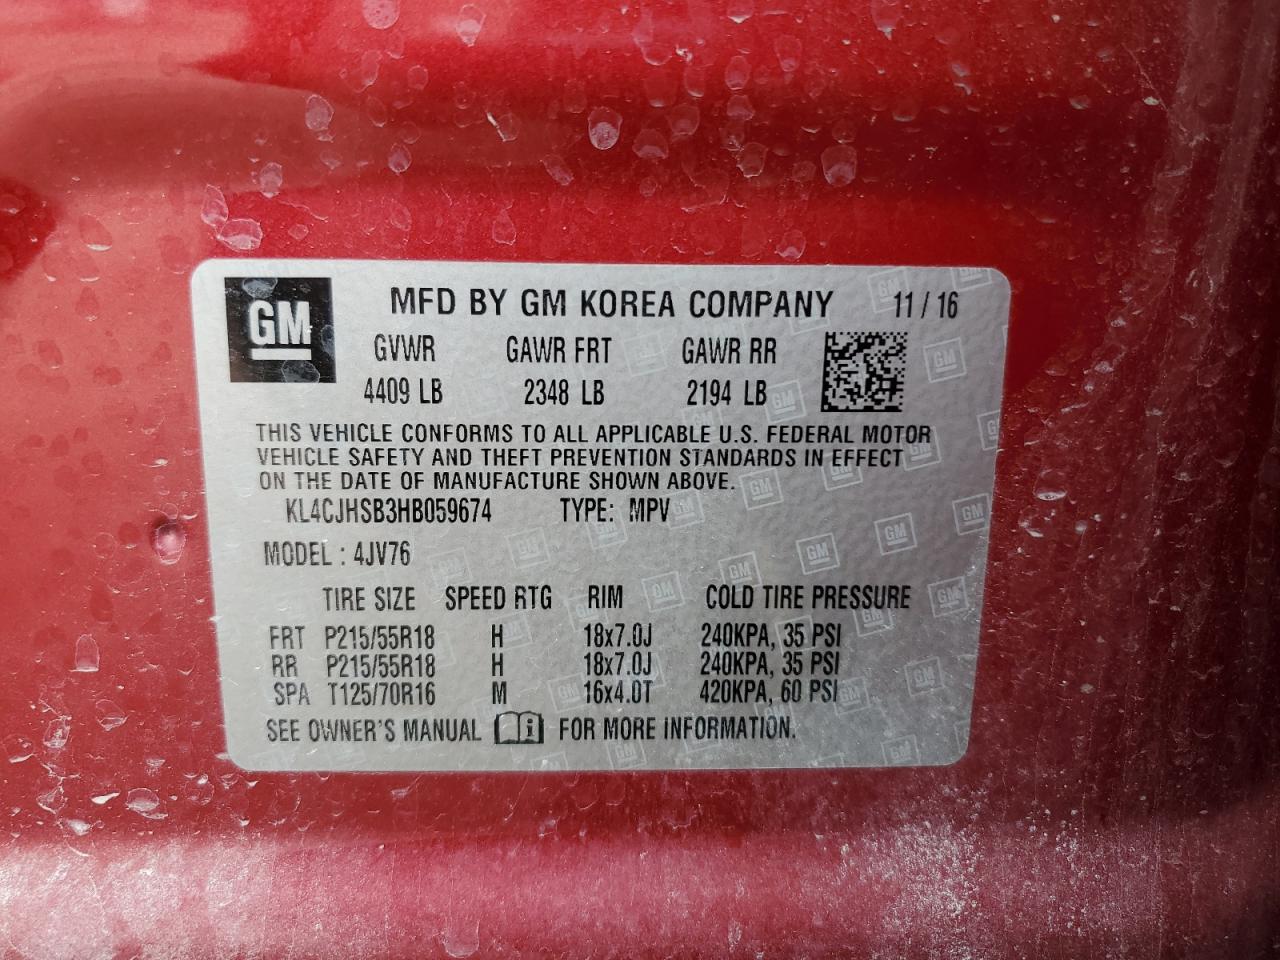 GM MFD BY GM KOREA COMPANY 11 / 16
GVWR GAWR FRT GAWR RR
4409 LB 2348 LB 2194 LB
THIS VEHICLE CONFORMS TO ALL APPLICABLE U.S. FEDERAL MOTOR
VEHICLE SAFETY AND THEFT PREVENTION STANDARDS IN EFFECT
ON THE DATE OF MANUFACTURE SHOWN ABOVE.
KL4CJHSB3HB059674 TYPE: MPV
MODEL : 4JV76
TIRE SIZE SPEED RTG RIM COLD TIRE PRESSURE
FRT P215/55R18 H 18x7.0J 240KPA, 35 PSI
RR P215/55R18 H 18x7.0J 240KPA, 35 PSI
SPA T125/70R16 M 16x4.0T 420KPA, 60 PSI
SEE OWNER'S MANUAL i FOR MORE INFORMATION.